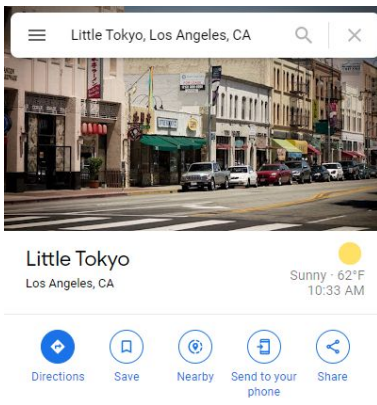 Little Tokyo, Los Angeles, CA
Little Tokyo
Los Angeles, CA
Sunny · 62°F
10:33 AM
Directions
Save
Nearby
Send to your
phone
Share